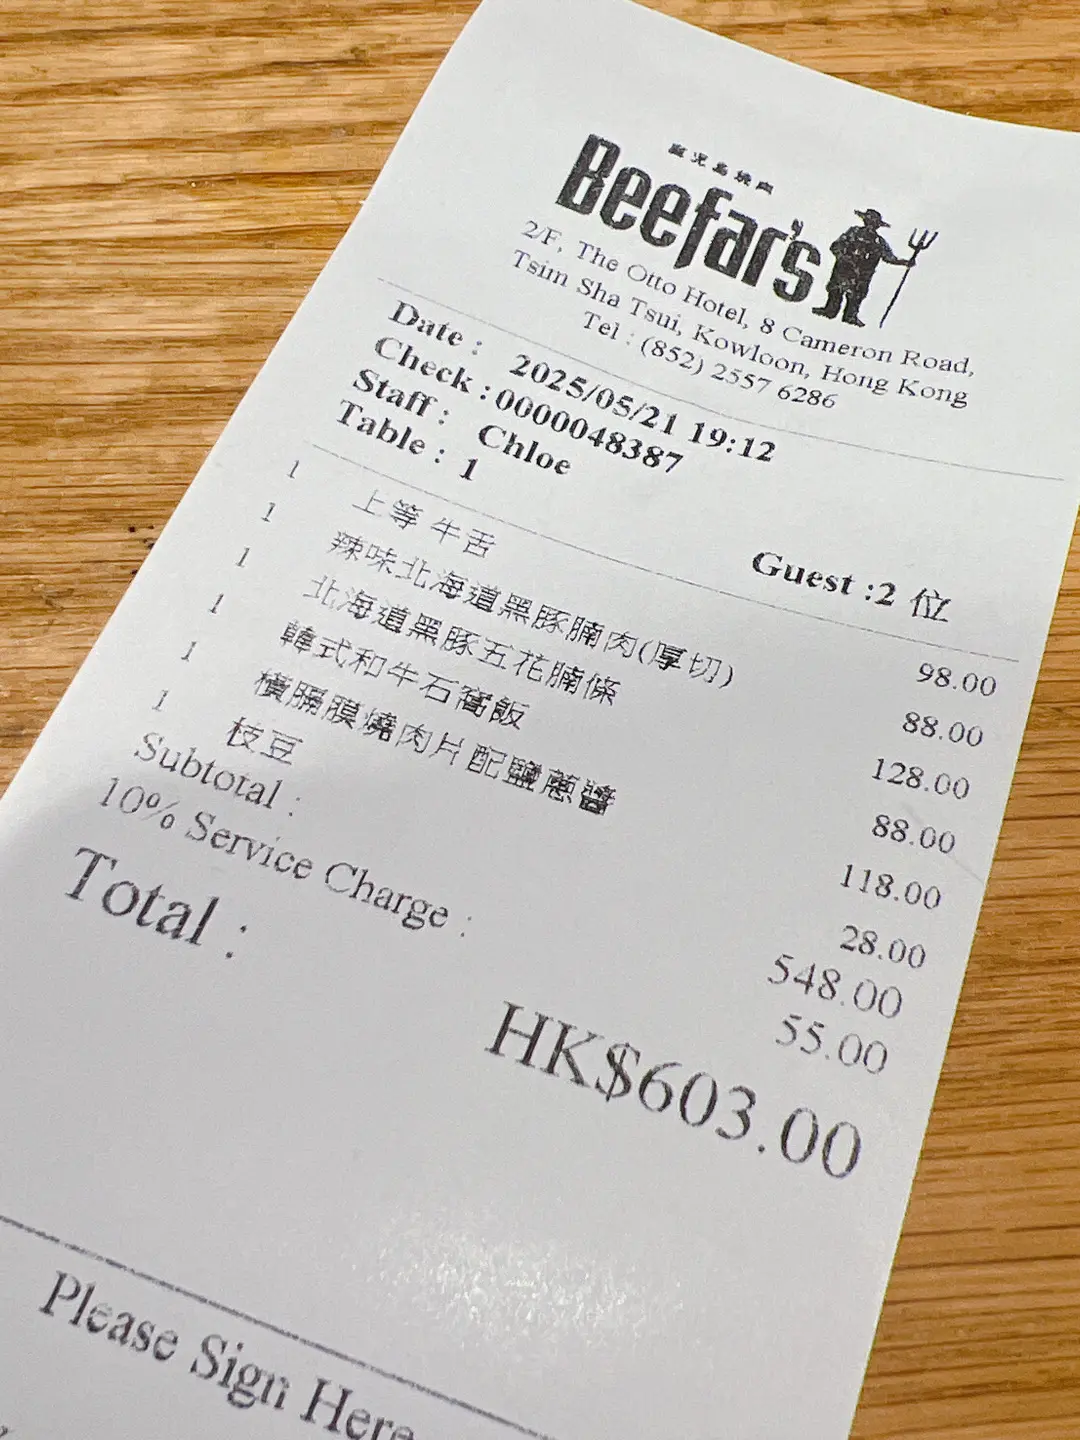 鹿児島焼肉
Beefar's
2/F, The Otto Hotel, 8 Cameron Road,
Tsim Sha Tsui, Kowloon, Hong Kong
Tel : (852) 2557 6286
Date : 2025/05/21 19:12
Check : 0000048387
Staff : Chloe
Table : 1 Guest :2 位
1 上等 牛舌 98.00
1 辣味北海道黑豚腩肉(厚切) 88.00
1 北海道黑豚五花腩條 128.00
1 韓式和牛石窩飯 88.00
1 橫膈膜燒肉片配鹽蔥醬 118.00
1 枝豆 28.00
Subtotal : 548.00
10% Service Charge : 55.00
Total : HK$603.00
Please Sign Here